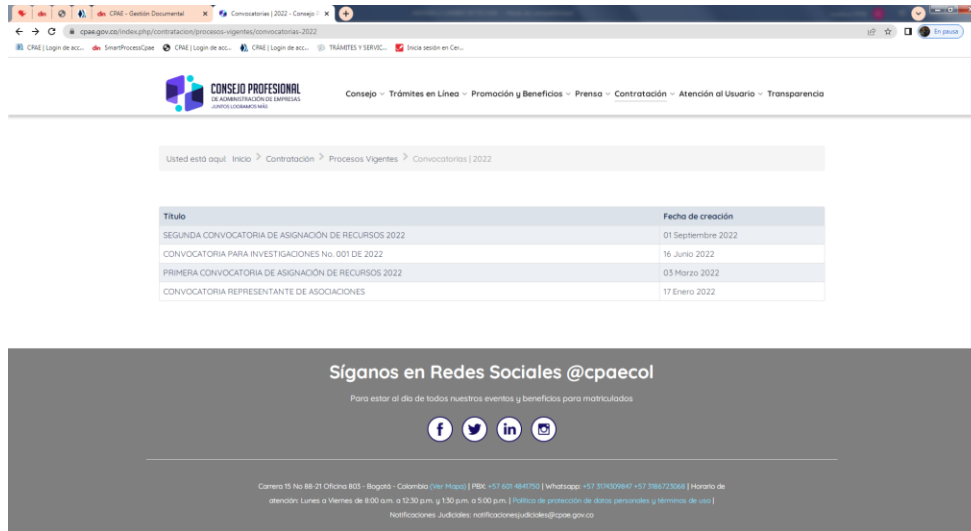 CPAE - Gestión Documental
Convocatorias | 2022 - Consejo P
cpae.gov.co/index.php/contratacion/procesos-vigentes/convocatorias-2022
En pausa
CPAE | Login de acc...
SmartProcessCpae
CPAE | Login de acc...
CPAE | Login de acc...
TRÁMITES Y SERVIC...
Inicia sesión en Cer...
CONSEJO PROFESIONAL
DE ADMINISTRACIÓN DE EMPRESAS
JUNTOS LOGRAMOS MÁS
Consejo Trámites en Línea Promoción y Beneficios Prensa Contratación Atención al Usuario Transparencia
Usted está aquí: Inicio > Contratación > Procesos Vigentes > Convocatorias | 2022
Título Fecha de creación
SEGUNDA CONVOCATORIA DE ASIGNACIÓN DE RECURSOS 2022 01 Septiembre 2022
CONVOCATORIA PARA INVESTIGACIONES No. 001 DE 2022 16 Junio 2022
PRIMERA CONVOCATORIA DE ASIGNACIÓN DE RECURSOS 2022 03 Marzo 2022
CONVOCATORIA REPRESENTANTE DE ASOCIACIONES 17 Enero 2022
Síganos en Redes Sociales @cpaecol
Para estar al día de todos nuestros eventos y beneficios para matriculados
Carrera 15 No 88-21 Oficina 803 - Bogotá - Colombia (Ver Mapa) | PBX: +57 601 4841750 | Whatsapp: +57 3174309847 +57 3186723068 | Horario de
atención: Lunes a Viernes de 8:00 a.m. a 12:30 p.m. y 1:30 p.m. a 5:00 p.m. | Política de protección de datos personales y términos de uso |
Notificaciones Judiciales: notificacionesjudiciales@cpae.gov.co